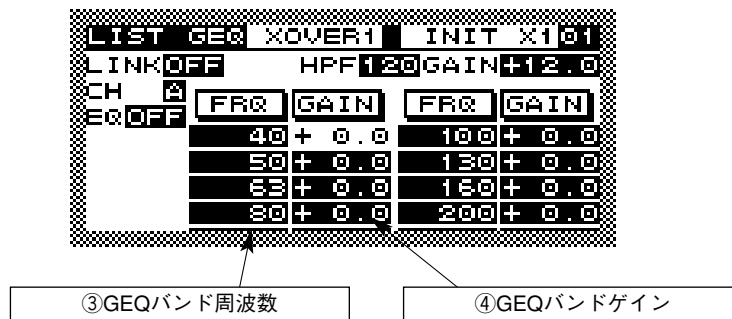 LIST GEQ XOVER1 INIT X1 01
LINK OFF HPF 120 GAIN +12.0
CH A FRQ GAIN FRQ GAIN
EQ OFF
40 + 0.0 100 + 0.0
50 + 0.0 130 + 0.0
63 + 0.0 160 + 0.0
80 + 0.0 200 + 0.0
③GEQバンド周波数 ④GEQバンドゲイン